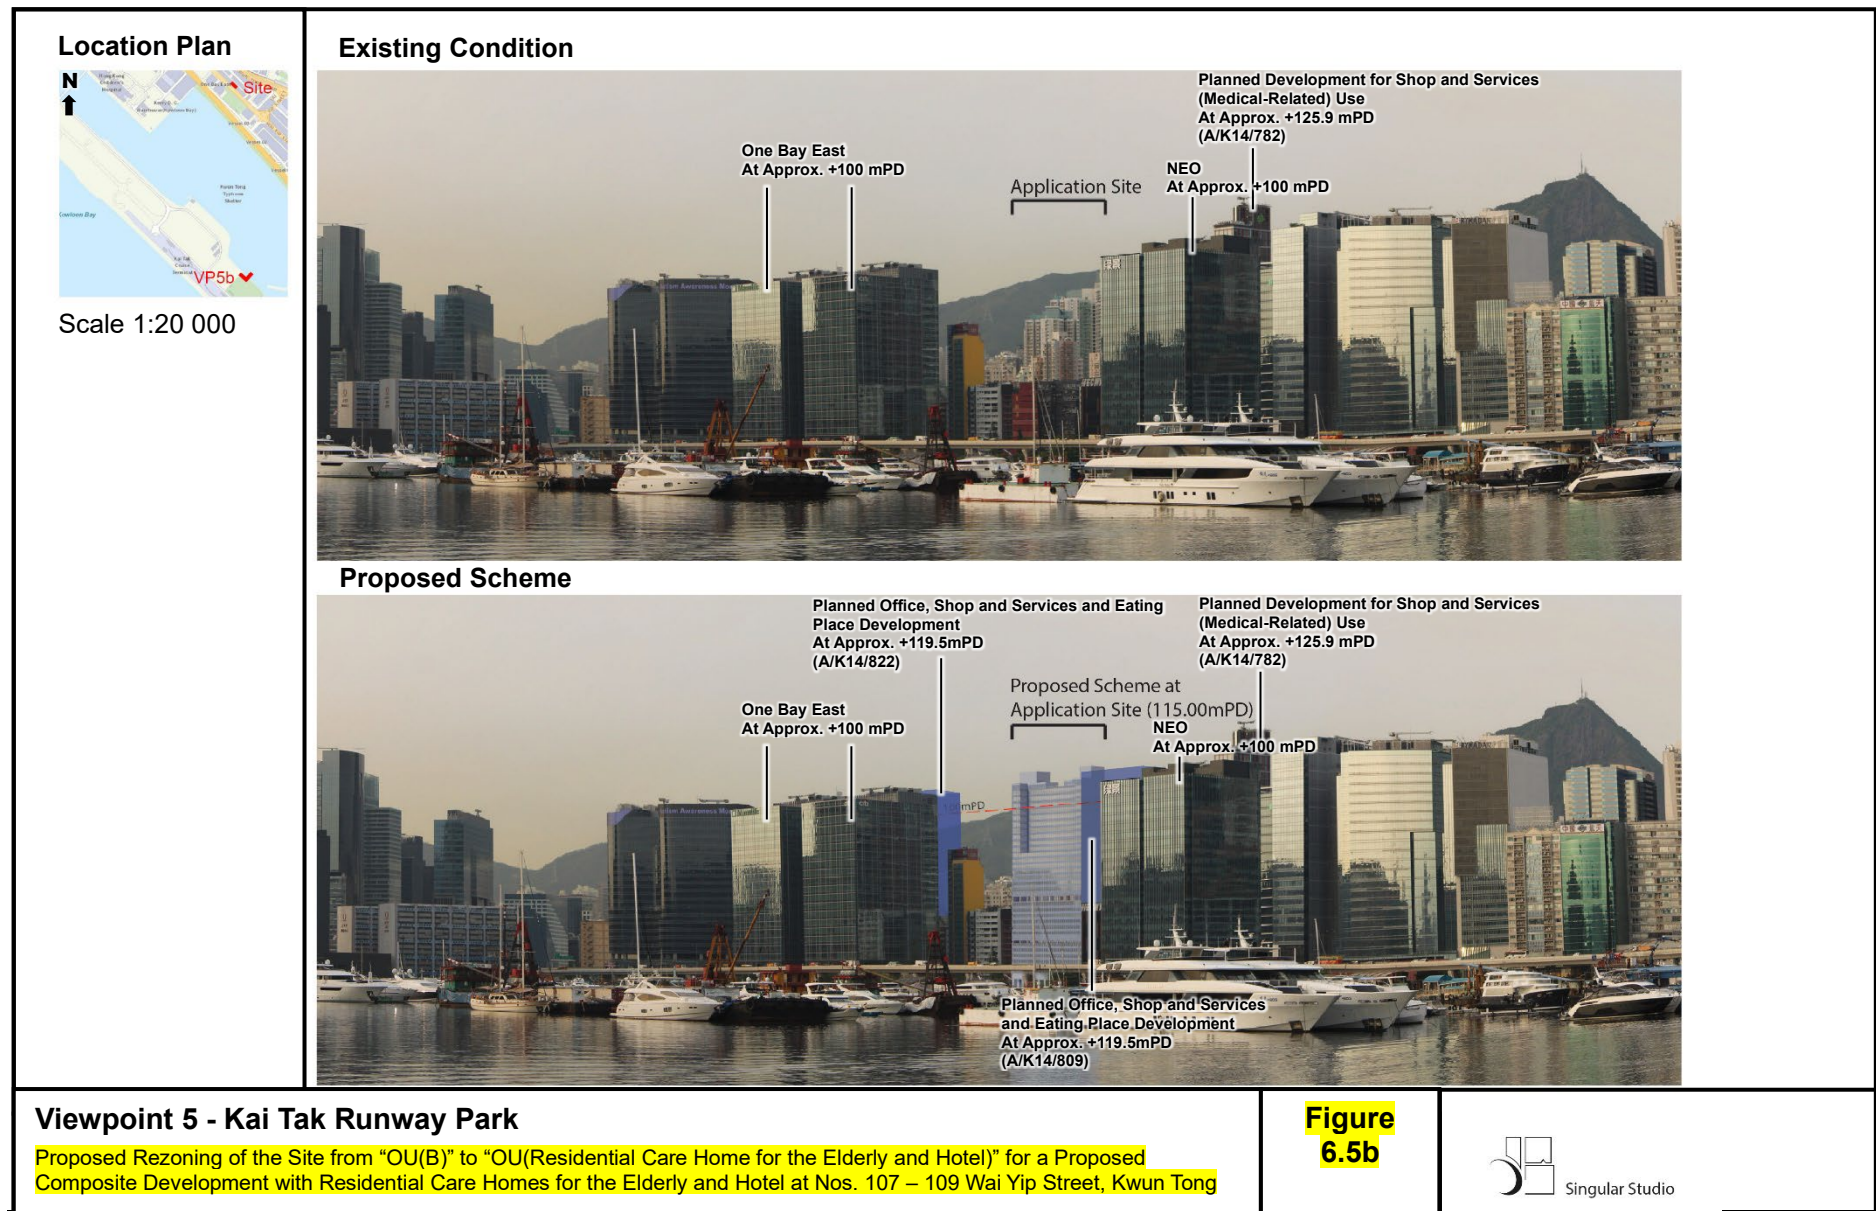 Location Plan
N
Site
Kowloon Bay
VP5b
Scale 1:20 000
Existing Condition
Planned Development for Shop and Services
(Medical-Related) Use
At Approx. +125.9 mPD
(A/K14/782)
One Bay East
At Approx. +100 mPD
Application Site
NEO
At Approx. +100 mPD
Proposed Scheme
Planned Office, Shop and Services and Eating
Place Development
At Approx. +119.5mPD
(A/K14/822)
Planned Development for Shop and Services
(Medical-Related) Use
At Approx. +125.9 mPD
(A/K14/782)
One Bay East
At Approx. +100 mPD
Proposed Scheme at
Application Site (115.00mPD)
NEO
At Approx. +100 mPD
100mPD
Planned Office, Shop and Services
and Eating Place Development
At Approx. +119.5mPD
(A/K14/809)
Viewpoint 5 - Kai Tak Runway Park
Proposed Rezoning of the Site from “OU(B)” to “OU(Residential Care Home for the Elderly and Hotel)” for a Proposed
Composite Development with Residential Care Homes for the Elderly and Hotel at Nos. 107 – 109 Wai Yip Street, Kwun Tong
Figure
6.5b
Singular Studio